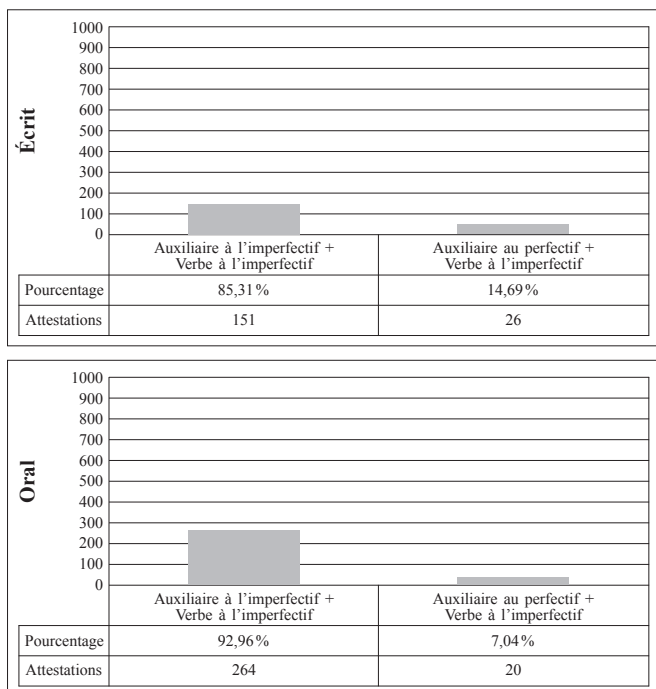 Écrit
1000
900
800
700
600
500
400
300
200
100
0
Auxiliaire à l’imperfectif +
Verbe à l’imperfectif
Auxiliaire au perfectif +
Verbe à l’imperfectif
Pourcentage 85,31 % 14,69 %
Attestations 151 26
Oral
1000
900
800
700
600
500
400
300
200
100
0
Auxiliaire à l’imperfectif +
Verbe à l’imperfectif
Auxiliaire au perfectif +
Verbe à l’imperfectif
Pourcentage 92,96 % 7,04 %
Attestations 264 20